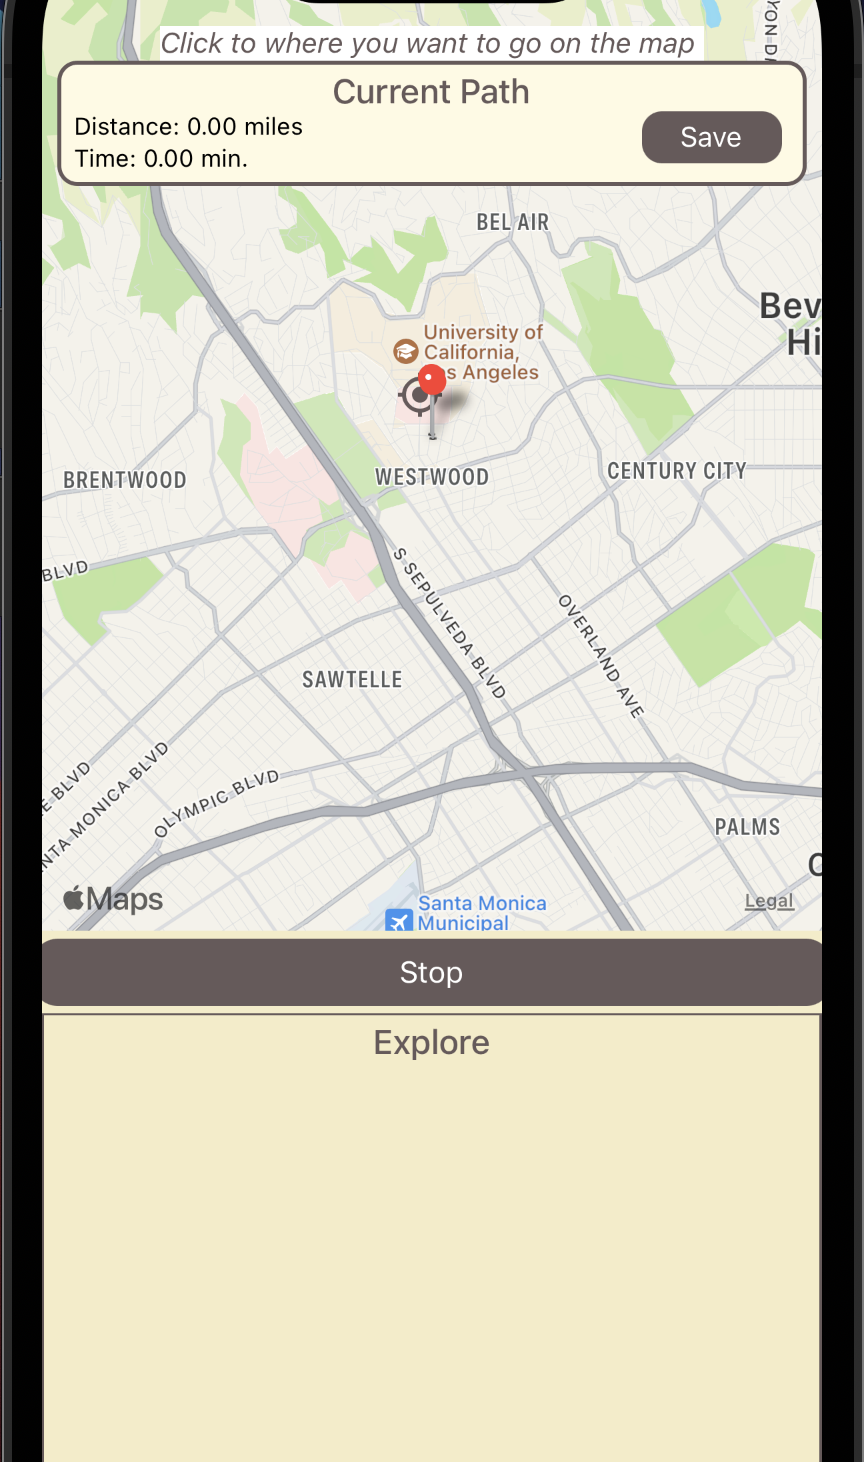 Click to where you want to go on the map
Current Path
Distance: 0.00 miles
Time: 0.00 min.
Save
BEL AIR
Bev
Hi
University of
California,
s Angeles
BRENTWOOD
WESTWOOD
CENTURY CITY
BLVD
S SEPULVEDA BLVD
OVERLAND AVE
SAWTELLE
E BLVD
NTA MONICA BLVD
OLYMPIC BLVD
PALMS
C
Maps
Santa Monica
Municipal
Legal
Stop
Explore